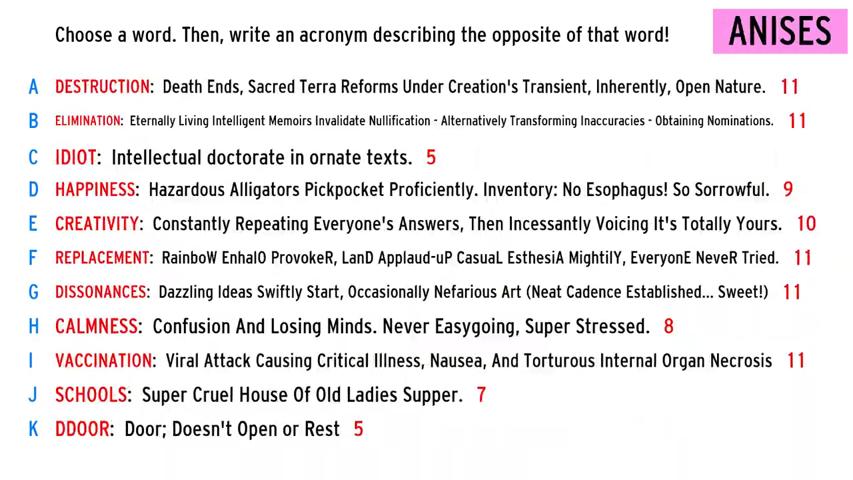 Choose a word. Then, write an acronym describing the opposite of that word!
ANISES
A DESTRUCTION: Death Ends, Sacred Terra Reforms Under Creation's Transient, Inherently, Open Nature. 11
B ELIMINATION: Eternally Living Intelligent Memoirs Invalidate Nullification - Alternatively Transforming Inaccuracies - Obtaining Nominations. 11
C IDIOT: Intellectual doctorate in ornate texts. 5
D HAPPINESS: Hazardous Alligators Pickpocket Proficiently. Inventory: No Esophagus! So Sorrowful. 9
E CREATIVITY: Constantly Repeating Everyone's Answers, Then Incessantly Voicing It's Totally Yours. 10
F REPLACEMENT: RainboW EnhalO ProvokeR, LanD Applaud-uP CasuaL EsthesiA MightilY, EveryonE NeveR Tried. 11
G DISSONANCES: Dazzling Ideas Swiftly Start, Occasionally Nefarious Art (Neat Cadence Established... Sweet!) 11
H CALMNESS: Confusion And Losing Minds. Never Easygoing, Super Stressed. 8
I VACCINATION: Viral Attack Causing Critical Illness, Nausea, And Torturous Internal Organ Necrosis 11
J SCHOOLS: Super Cruel House Of Old Ladies Supper. 7
K DDOOR: Door; Doesn't Open or Rest 5